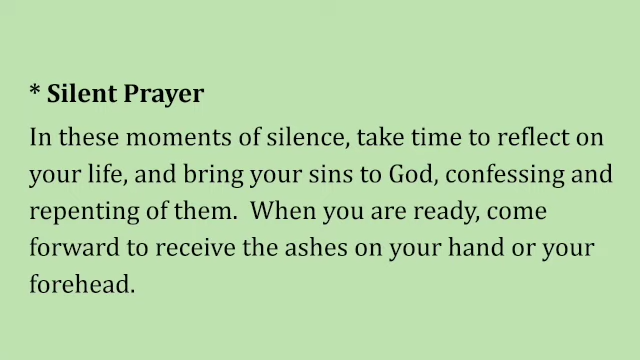 * Silent Prayer
In these moments of silence, take time to reflect on
your life, and bring your sins to God, confessing and
repenting of them.  When you are ready, come
forward to receive the ashes on your hand or your
forehead.